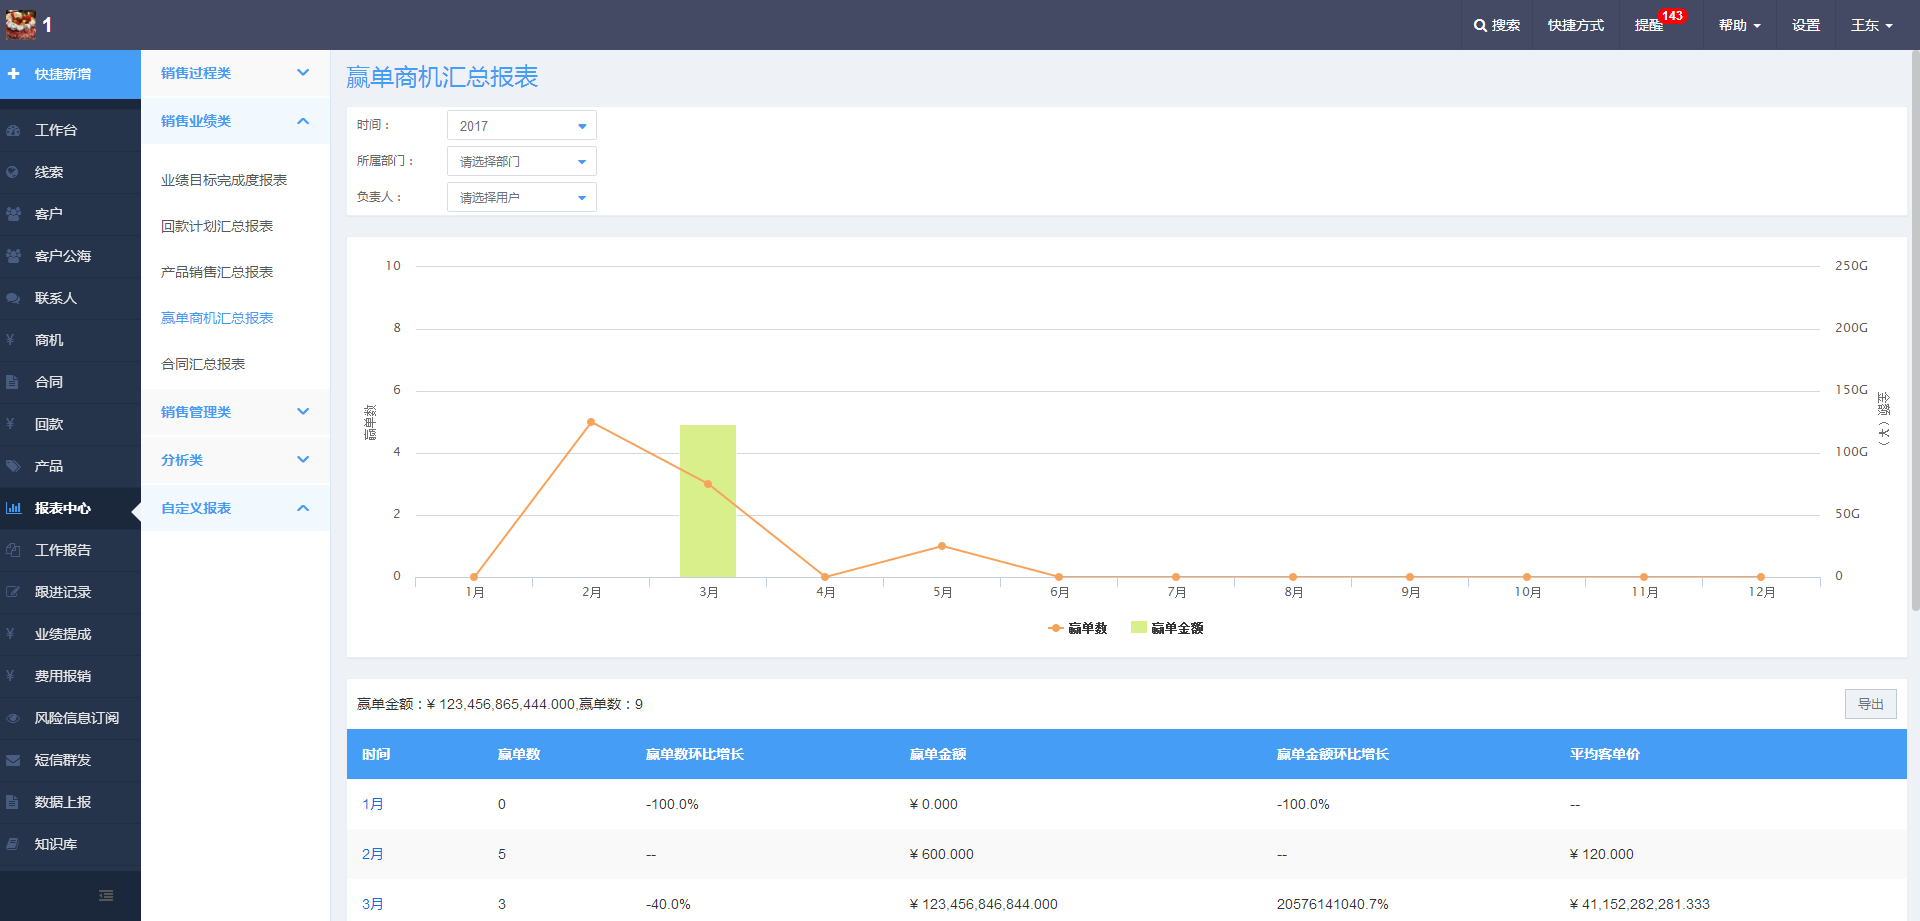 1
搜索 快捷方式 提醒 143 帮助 设置 王东
快捷新增
工作台
线索
客户
客户公海
联系人
¥ 商机
合同
¥ 回款
产品
报表中心
工作报告
跟进记录
¥ 业绩提成
¥ 费用报销
风险信息订阅
短信群发
数据上报
知识库
销售过程类
销售业绩类
业绩目标完成度报表
回款计划汇总报表
产品销售汇总报表
赢单商机汇总报表
合同汇总报表
销售管理类
分析类
自定义报表
赢单商机汇总报表
时间： 2017
所属部门： 请选择部门
负责人： 请选择用户
10 250G
8 200G
6 150G
4 100G
2 50G
0 0
赢单数
金额（大）
1月 2月 3月 4月 5月 6月 7月 8月 9月 10月 11月 12月
赢单数 赢单金额
赢单金额：¥ 123,456,865,444.000,赢单数：9
导出
时间 赢单数 赢单数环比增长 赢单金额 赢单金额环比增长 平均客单价
1月 0 -100.0% ¥ 0.000 -100.0% --
2月 5 -- ¥ 600.000 -- ¥ 120.000
3月 3 -40.0% ¥ 123,456,846,844.000 20576141040.7% ¥ 41,152,282,281.333